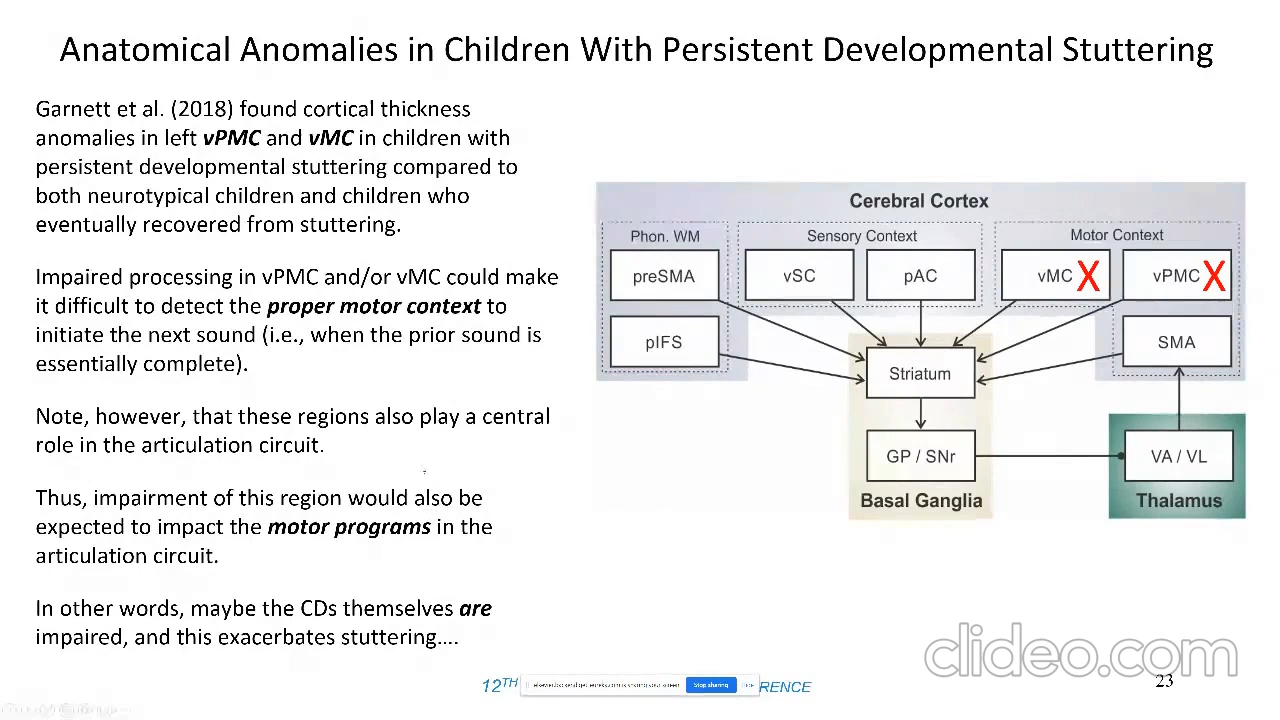 Anatomical Anomalies in Children With Persistent Developmental Stuttering
Garnett et al. (2018) found cortical thickness
anomalies in left vPMC and vMC in children with
persistent developmental stuttering compared to
both neurotypical children and children who
eventually recovered from stuttering.
Impaired processing in vPMC and/or vMC could make
it difficult to detect the proper motor context to
initiate the next sound (i.e., when the prior sound is
essentially complete).
Note, however, that these regions also play a central
role in the articulation circuit.
Thus, impairment of this region would also be
expected to impact the motor programs in the
articulation circuit.
In other words, maybe the CDs themselves are
impaired, and this exacerbates stuttering....
Cerebral Cortex
Phon. WM
Sensory Context
Motor Context
preSMA
vSC
pAC
vMC X
vPMC X
pIFS
SMA
Striatum
GP / SNr
VA / VL
Basal Ganglia
Thalamus
clideo.com
12TH
is sharing your screen
Stop sharing
Hide
RENCE
23